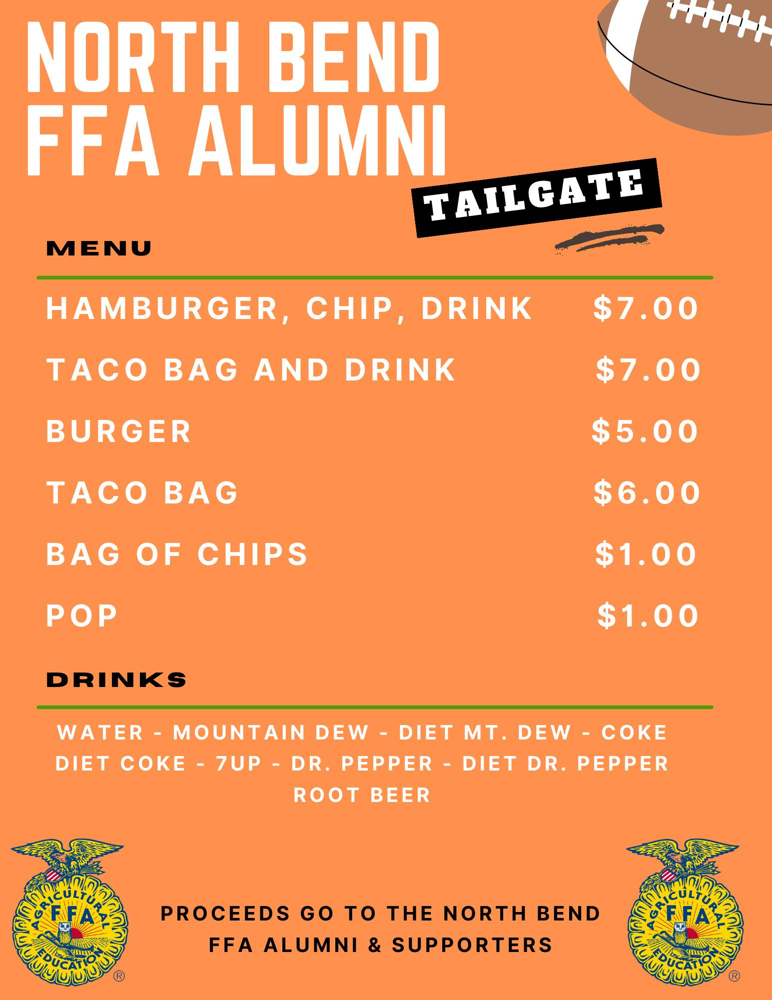 NORTH BEND
FFA ALUMNI
TAILGATE
MENU
HAMBURGER, CHIP, DRINK $7.00
TACO BAG AND DRINK $7.00
BURGER $5.00
TACO BAG $6.00
BAG OF CHIPS $1.00
POP $1.00
DRINKS
WATER - MOUNTAIN DEW - DIET MT. DEW - COKE
DIET COKE - 7UP - DR. PEPPER - DIET DR. PEPPER
ROOT BEER
AGRICULTURAL
FFA
EDUCATION
®
PROCEEDS GO TO THE NORTH BEND
FFA ALUMNI & SUPPORTERS
AGRICULTURAL
FFA
EDUCATION
®